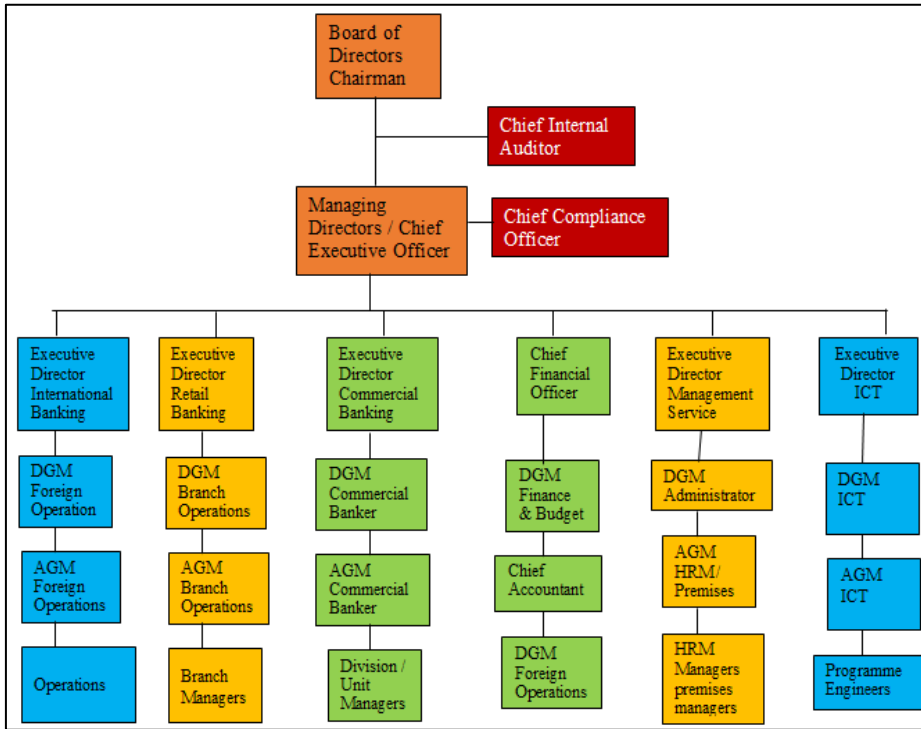 Board of
Directors
Chairman
Chief Internal
Auditor
Managing
Directors / Chief
Executive Officer
Chief Compliance
Officer
Executive
Director
International
Banking
Executive
Director
Retail
Banking
Executive
Director
Commercial
Banking
Chief
Financial
Officer
Executive
Director
Management
Service
Executive
Director
ICT
DGM
Foreign
Operation
DGM
Branch
Operations
DGM
Commercial
Banker
DGM
Finance
& Budget
DGM
Administrator
DGM
ICT
AGM
Foreign
Operations
AGM
Branch
Operations
AGM
Commercial
Banker
Chief
Accountant
AGM
HRM/
Premises
AGM
ICT
Operations
Branch
Managers
Division /
Unit
Managers
DGM
Foreign
Operations
HRM
Managers
premises
managers
Programme
Engineers